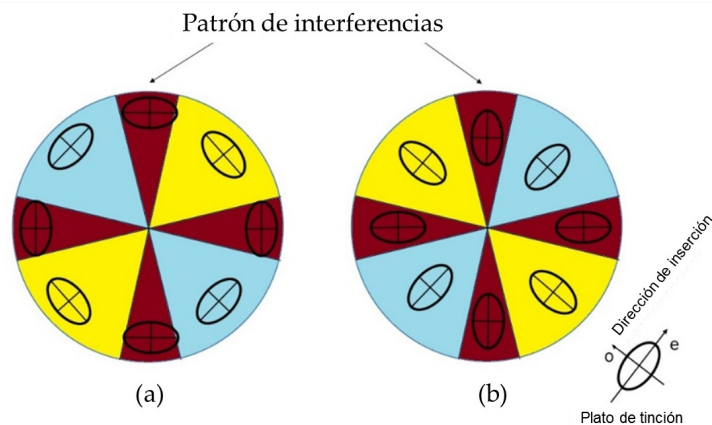 Patrón de interferencias
Dirección de inserción
o
e
(a)
(b)
Plato de tinción